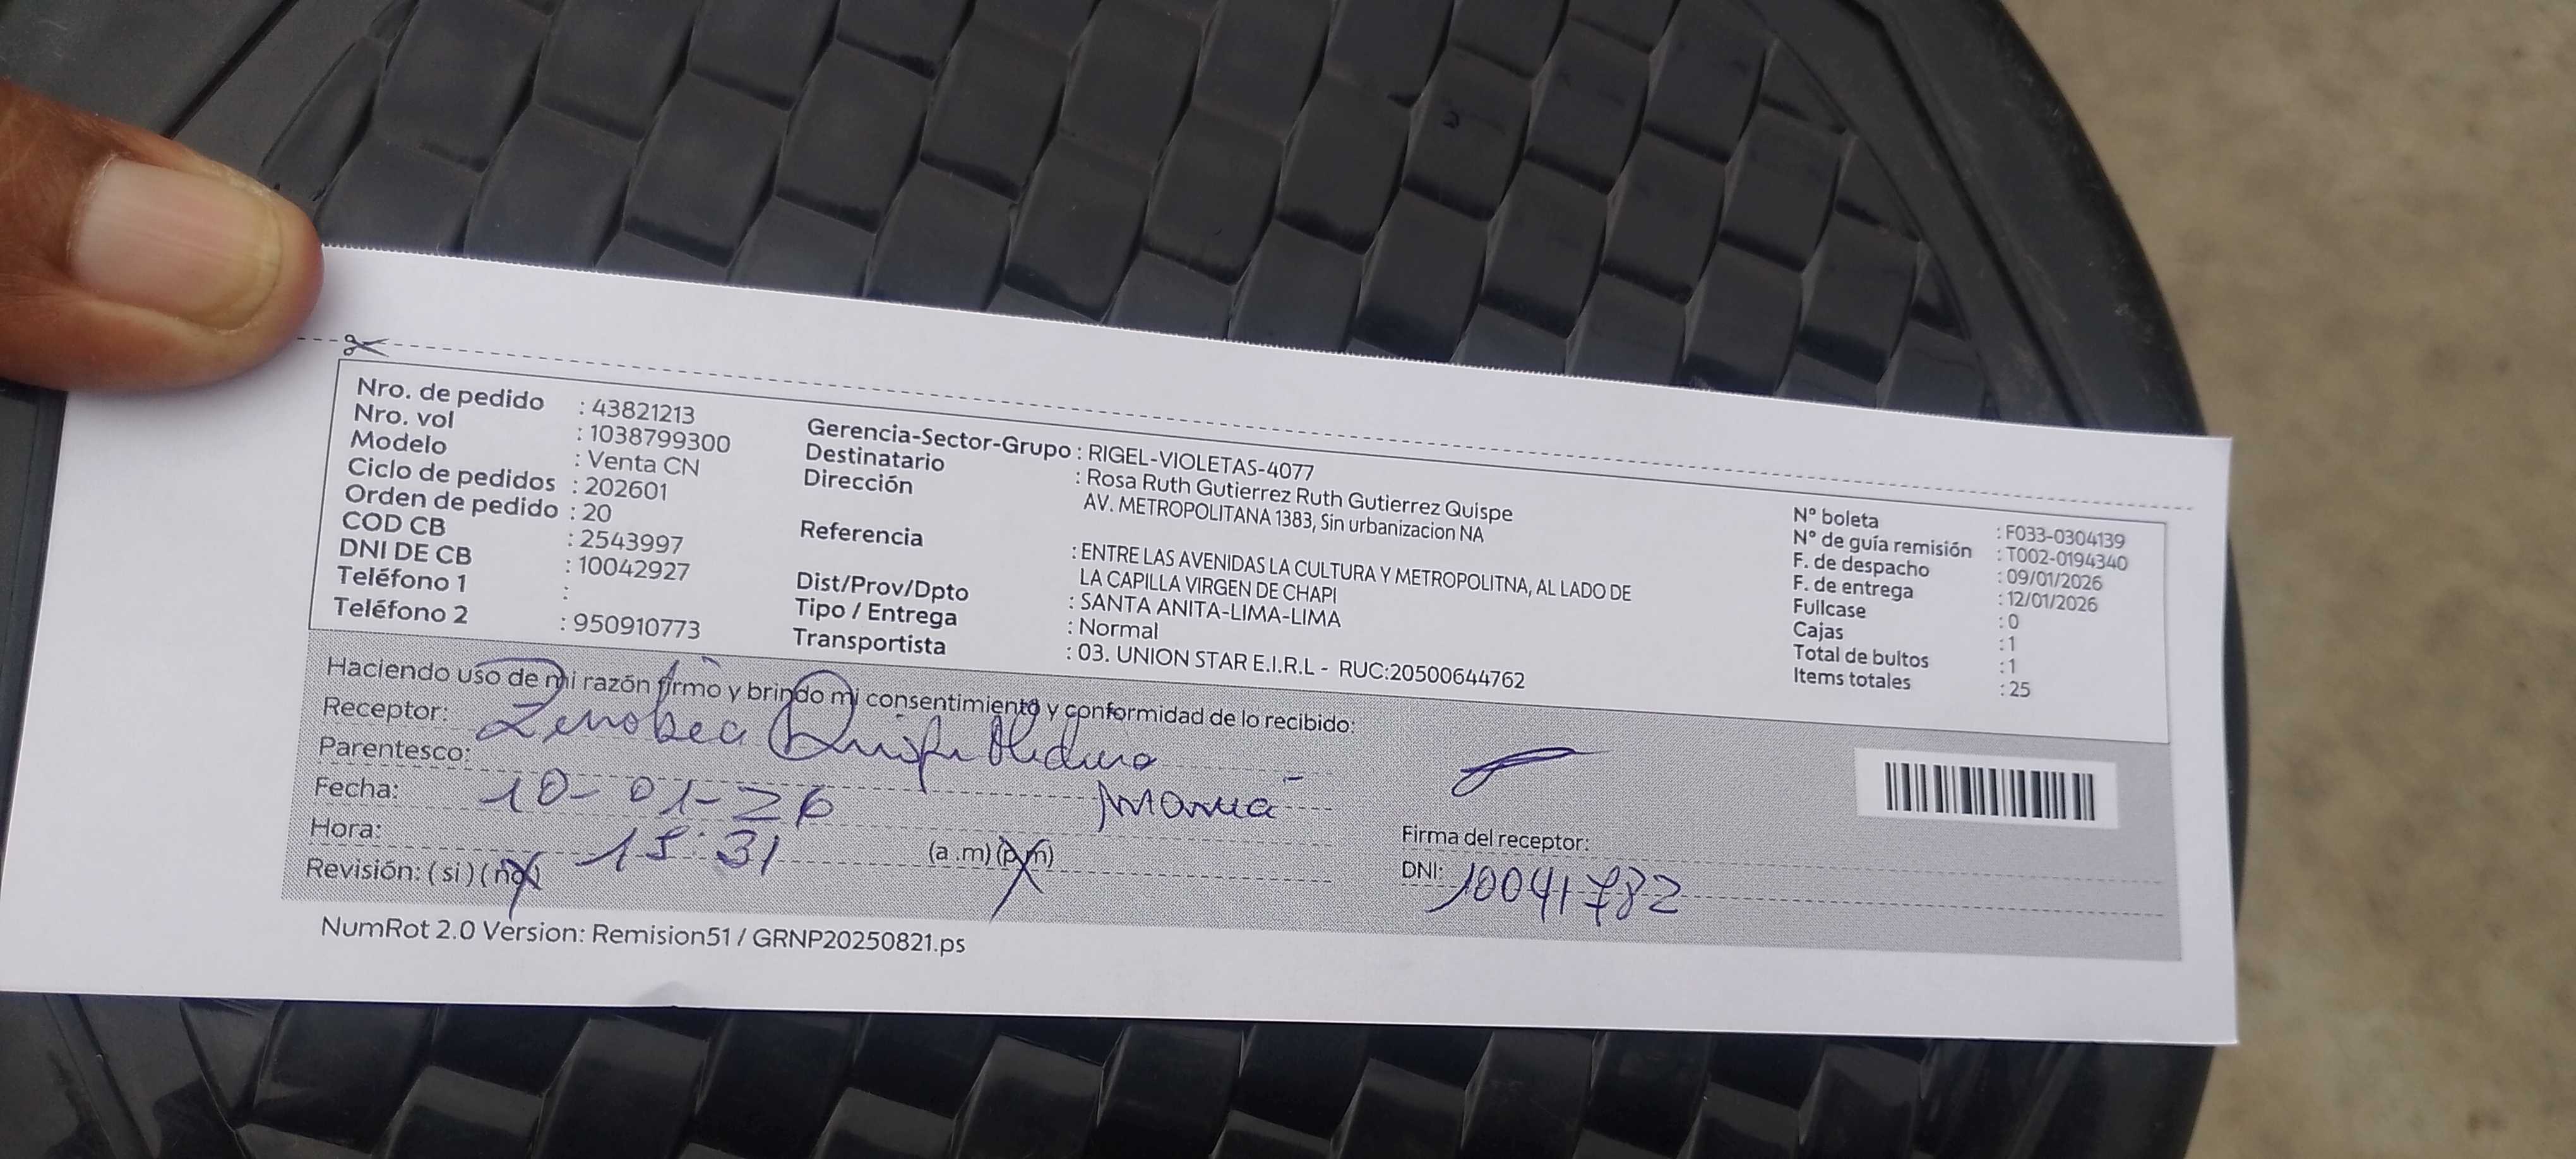 Nro. de pedido : 43821213
Nro. vol : 1038799300
Modelo : Venta CN
Ciclo de pedidos : 202601
Orden de pedido : 20
COD CB : 2543997
DNI DE CB : 10042927
Teléfono 1 :
Teléfono 2 : 950910773
Gerencia-Sector-Grupo : RIGEL-VIOLETAS-4077
Destinatario : Rosa Ruth Gutierrez Ruth Gutierrez Quispe
Dirección AV. METROPOLITANA 1383, Sin urbanizacion NA
Referencia : ENTRE LAS AVENIDAS LA CULTURA Y METROPOLITNA, AL LADO DE
LA CAPILLA VIRGEN DE CHAPI
Dist/Prov/Dpto : SANTA ANITA-LIMA-LIMA
Tipo / Entrega : Normal
Transportista : 03. UNION STAR E.I.R.L - RUC:20500644762
N° boleta : F033-0304139
N° de guía remisión : T002-0194340
F. de despacho : 09/01/2026
F. de entrega : 12/01/2026
Fullcase : 0
Cajas : 1
Total de bultos : 1
Items totales : 25
Haciendo uso de mi razón firmo y brindo mi consentimiento y conformidad de lo recibido:
Receptor: Quispe
Parentesco: Mamá
Fecha: 10-01-26
Hora: 15:31 (a.m) (p.m)
Revisión: (si) (no)
Firma del receptor:
DNI: 10041782
NumRot 2.0 Version: Remision51 / GRNP20250821.ps